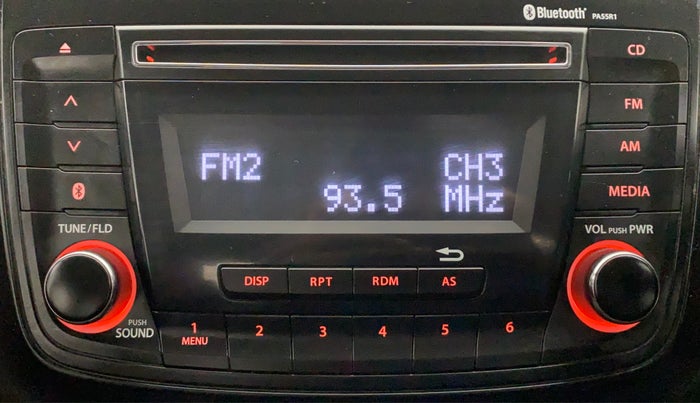 Bluetooth® PA5SR1
CD
FM
AM
MEDIA
FM2 CH3
93.5 MHz
TUNE/FLD
VOL PUSH PWR
DISP RPT RDM AS
PUSH
SOUND
1 2 3 4 5 6
MENU